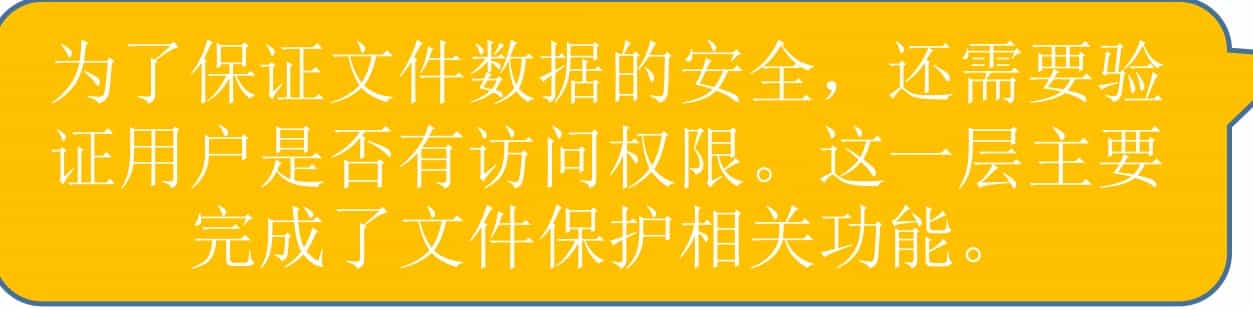 为了保证文件数据的安全，还需要验
证用户是否有访问权限。这一层主要
完成了文件保护相关功能。